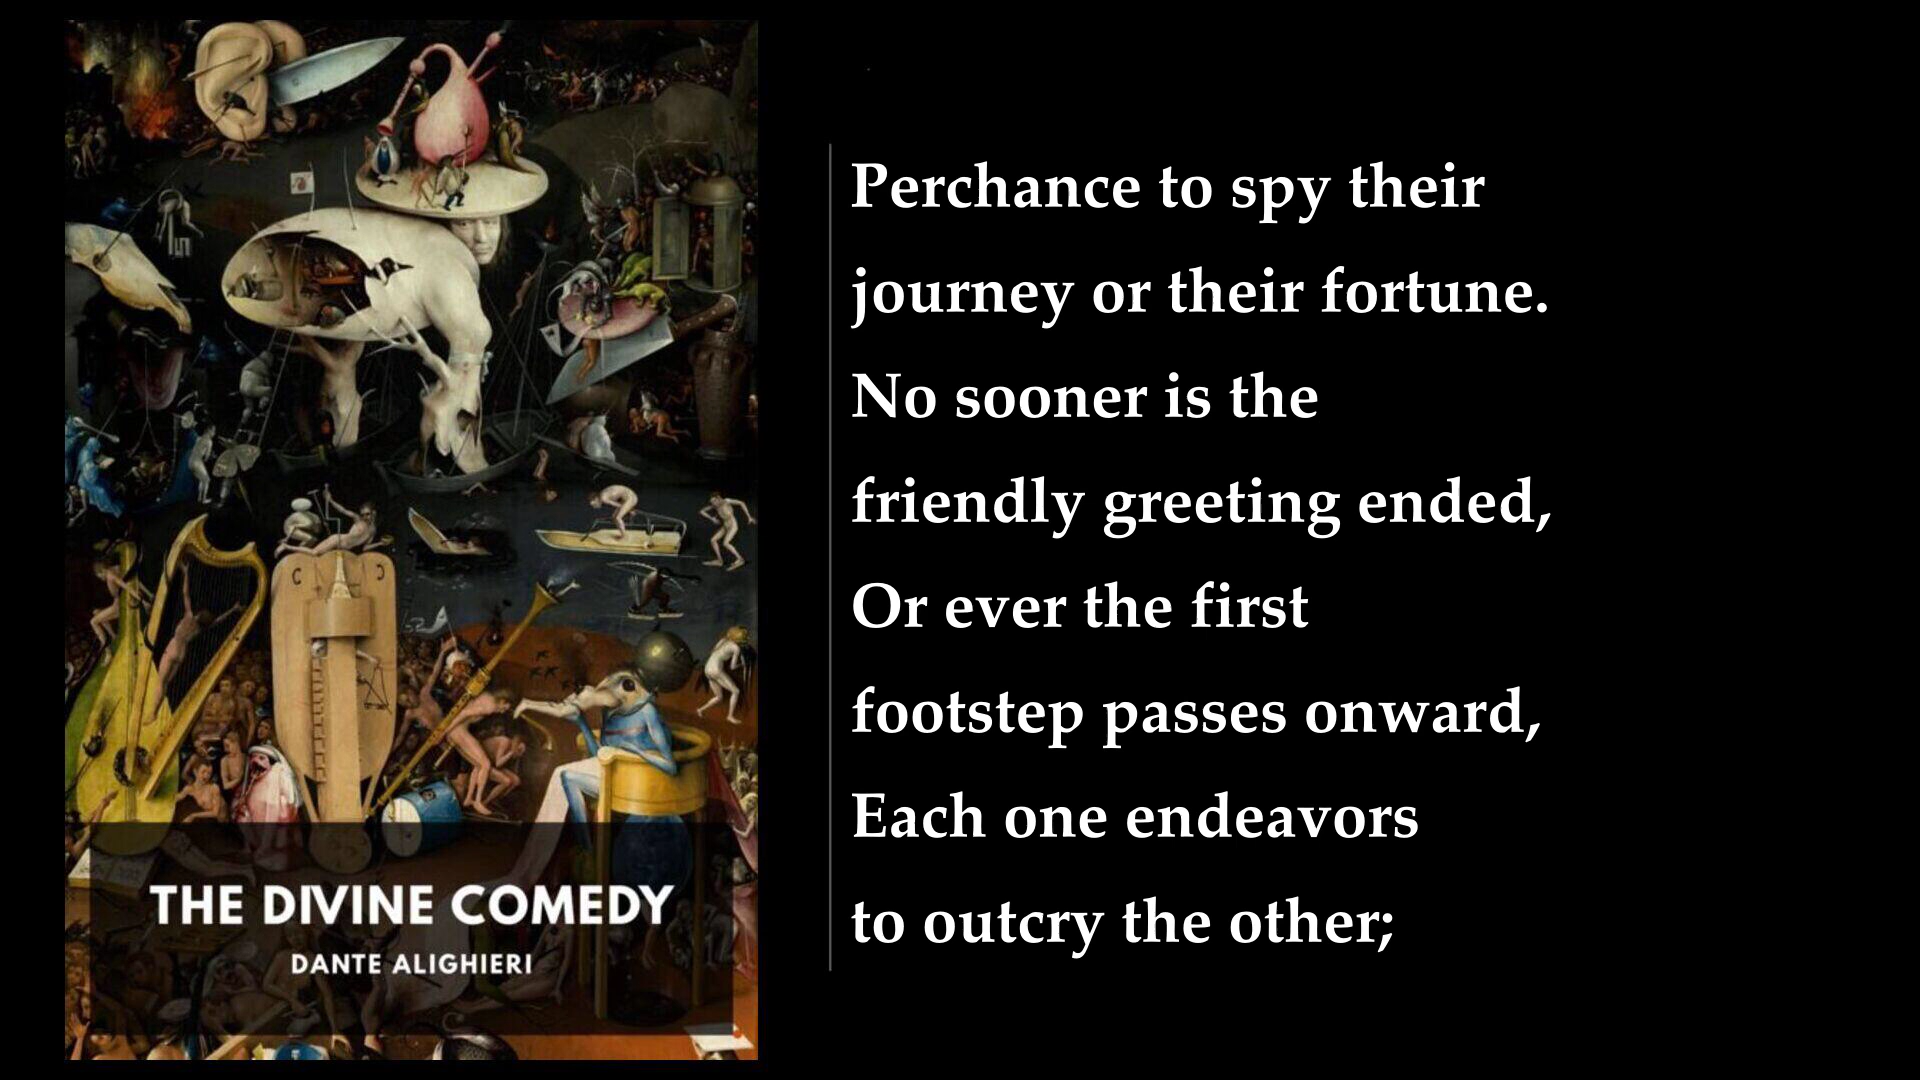 THE DIVINE COMEDY
DANTE ALIGHIERI
Perchance to spy their
journey or their fortune.
No sooner is the
friendly greeting ended,
Or ever the first
footstep passes onward,
Each one endeavors
to outcry the other;